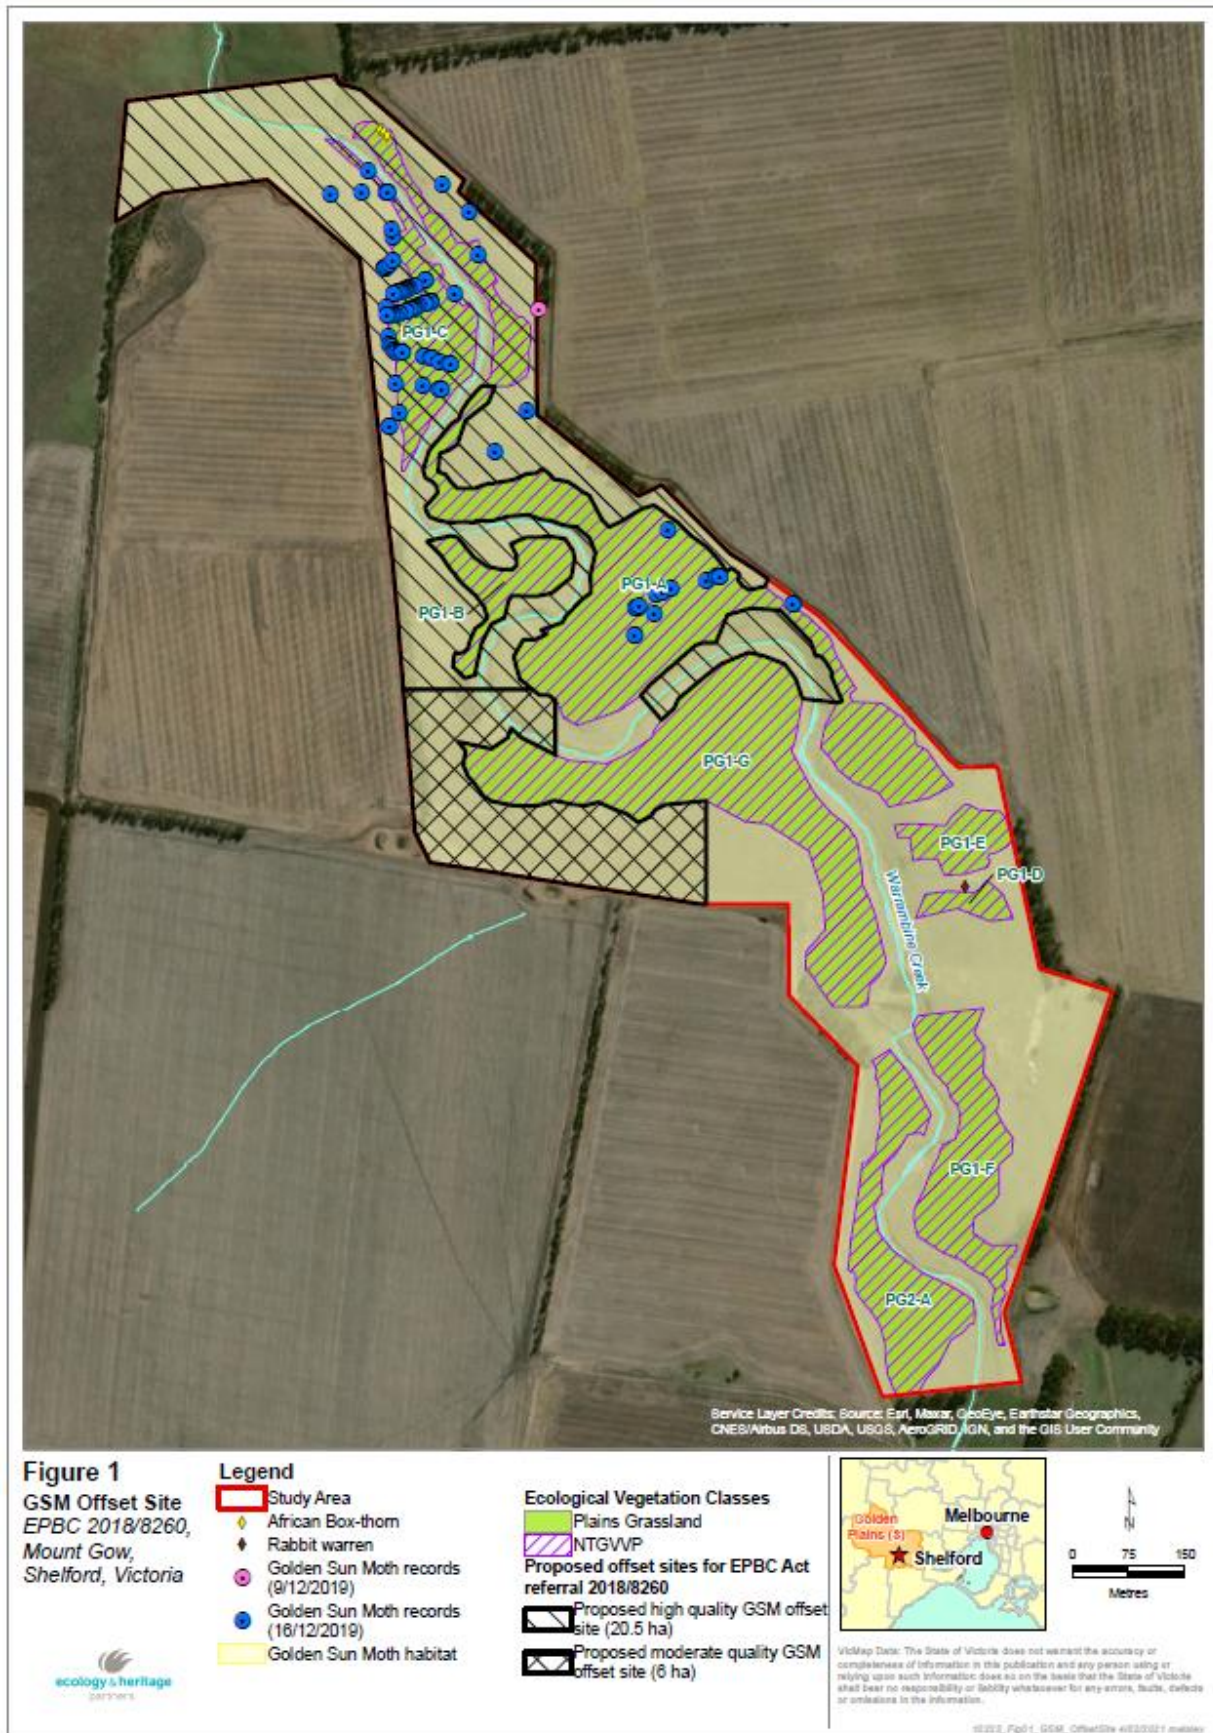 PG1-C
PG1-A
PG1-B
PG1-G
PG1-E
PG1-D
Warrambine Creek
PG1-F
PG2-A
Service Layer Credits: Source: Esri, Maxar, GeoEye, Earthstar Geographics,
CNES/Airbus DS, USDA, USGS, AeroGRID, IGN, and the GIS User Community
Figure 1
GSM Offset Site
EPBC 2018/8260,
Mount Gow,
Shelford, Victoria
ecology & heritage
partners
Legend
Study Area
African Box-thorn
Rabbit warren
Golden Sun Moth records
(9/12/2019)
Golden Sun Moth records
(16/12/2019)
Golden Sun Moth habitat
Ecological Vegetation Classes
Plains Grassland
NTGVVP
Proposed offset sites for EPBC Act
referral 2018/8260
Proposed high quality GSM offset
site (20.5 ha)
Proposed moderate quality GSM
offset site (6 ha)
Golden
Plains (S)
Melbourne
Shelford
N
0 75 150
Metres
VicMap Data: The State of Victoria does not warrant the accuracy or
completeness of information in this publication and any person using or
relying upon such information does so on the basis that the State of Victoria
shall bear no responsibility or liability whatsoever for any errors, faults, defects
or omissions in the information.